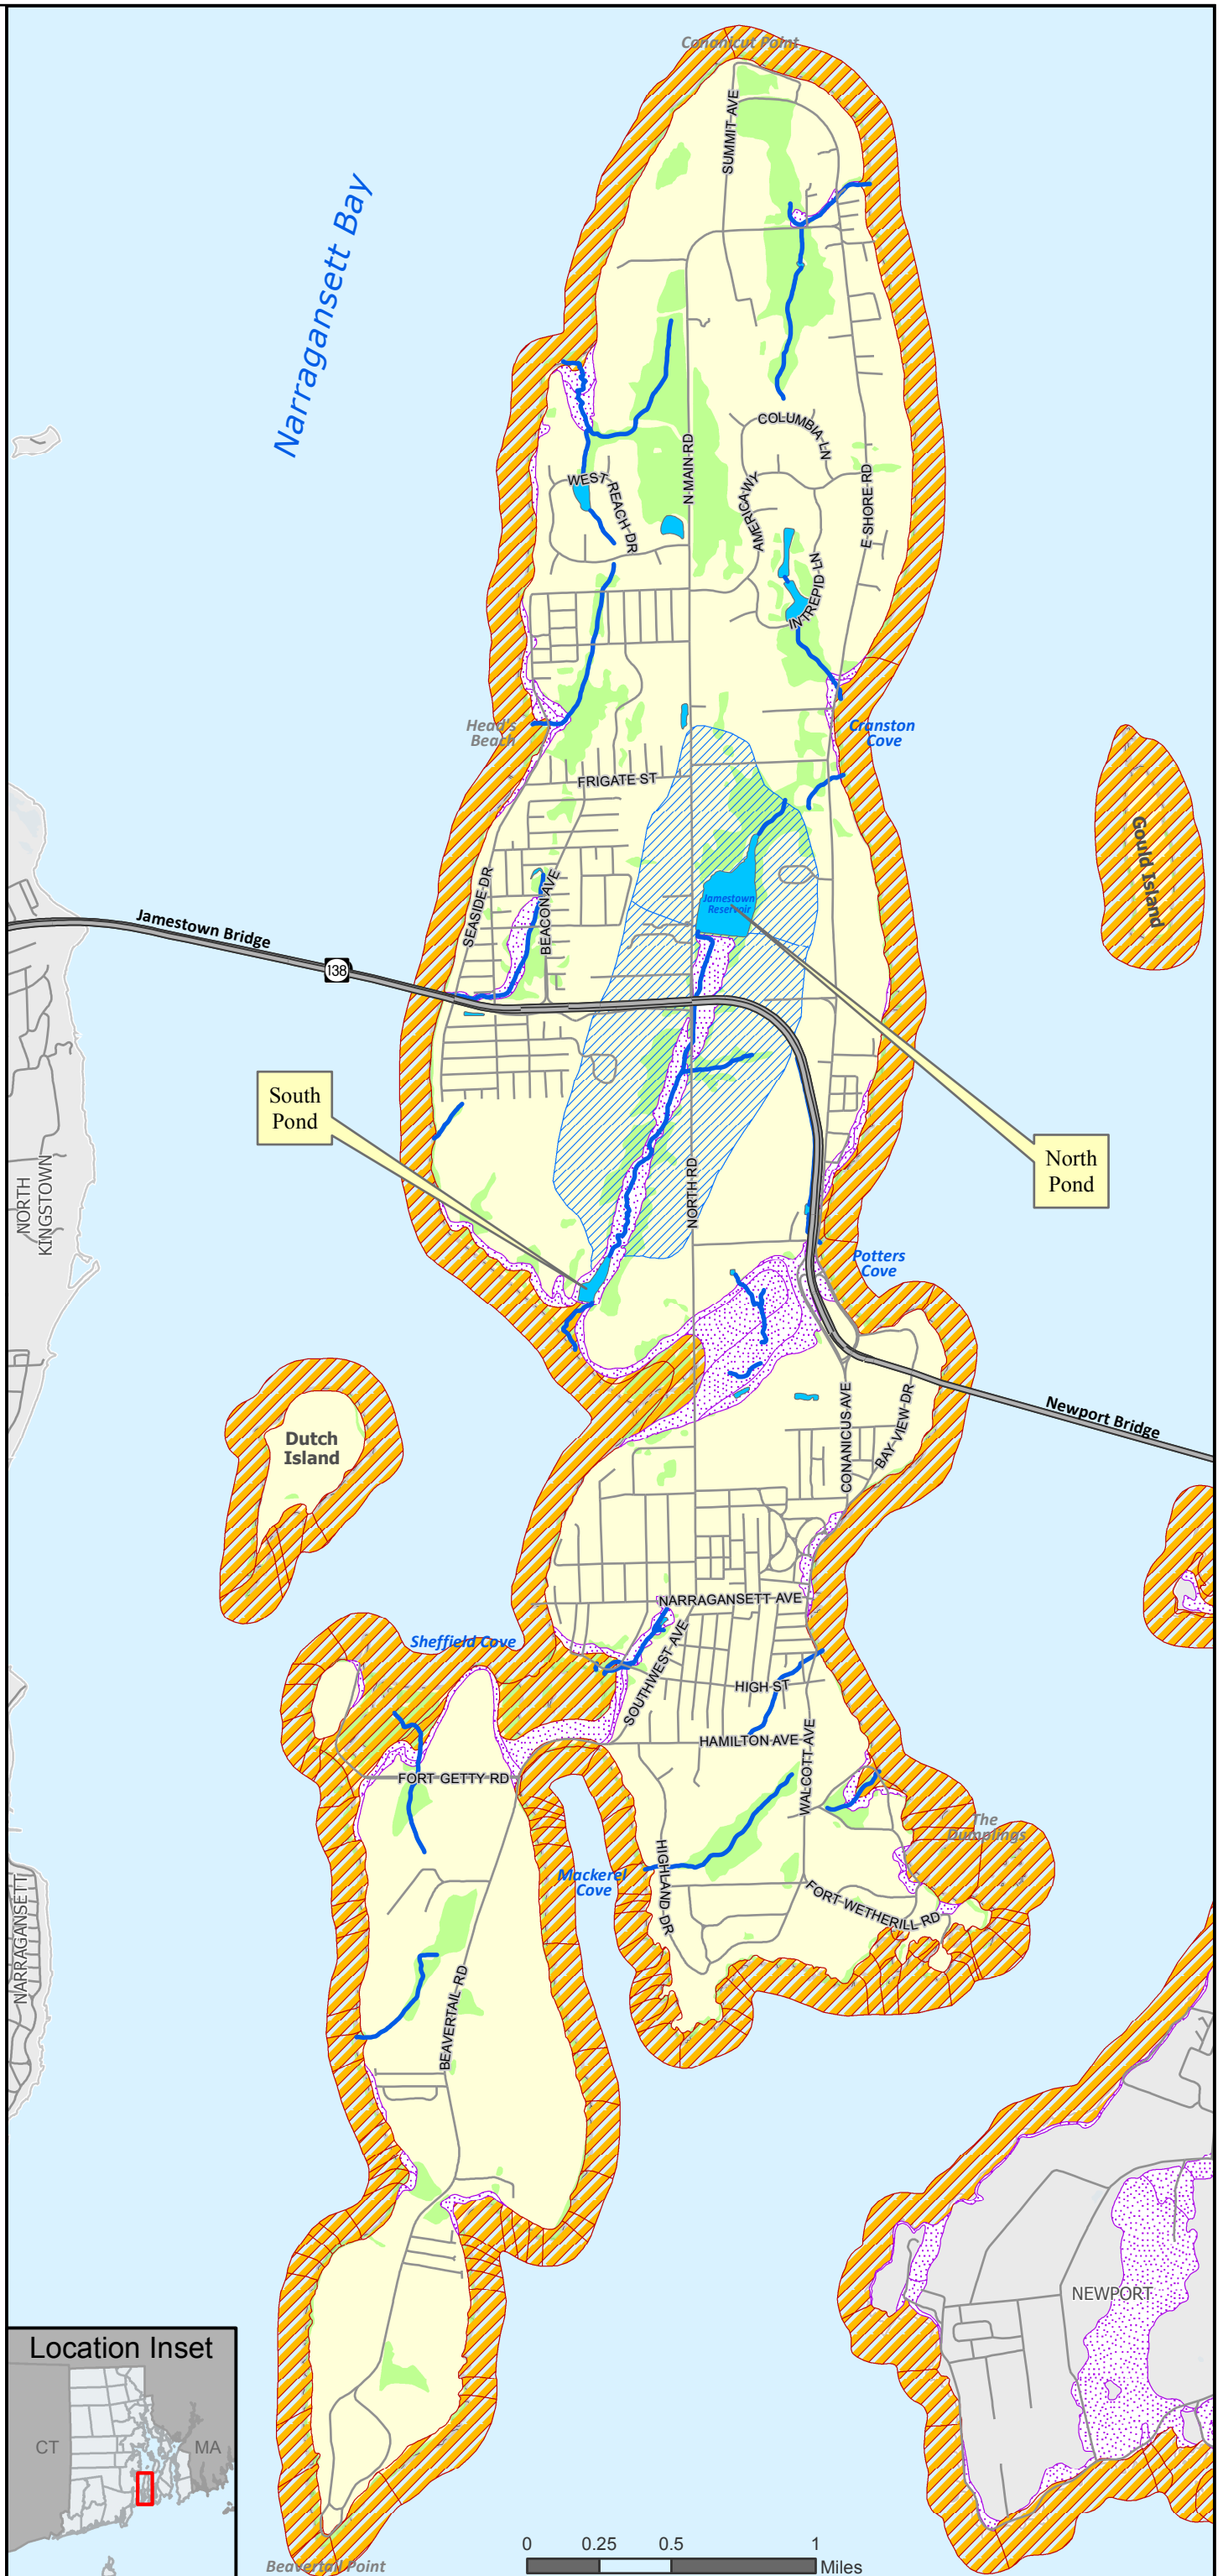 Conanicut Point
SUMMIT AVE
Narragansett Bay
COLUMBIA LN
N MAIN RD
WEST REACH DR
AMERICA WY
E SHORE RD
INTREPID LN
Head's
Beach
Cranston
Cove
FRIGATE ST
Gould Island
SEASIDE DR
BEACON AVE
Jamestown
Reservoir
Jamestown Bridge
138
South
Pond
North
Pond
NORTH
KINGSTOWN
NORTH RD
Potters
Cove
Dutch
Island
CONANICUS AVE
BAY VIEW DR
Newport Bridge
NARRAGANSETT AVE
Sheffield Cove
SOUTHWEST AVE
HIGH ST
HAMILTON AVE
WALCOTT AVE
FORT GETTY RD
The
Dumplings
Mackerel
Cove
HIGHLAND DR
FORT WETHERILL RD
NARRAGANSETT
BEAVERTAIL RD
NEWPORT
Location Inset
CT
MA
0 0.25 0.5 1
Miles
Beavertail Point